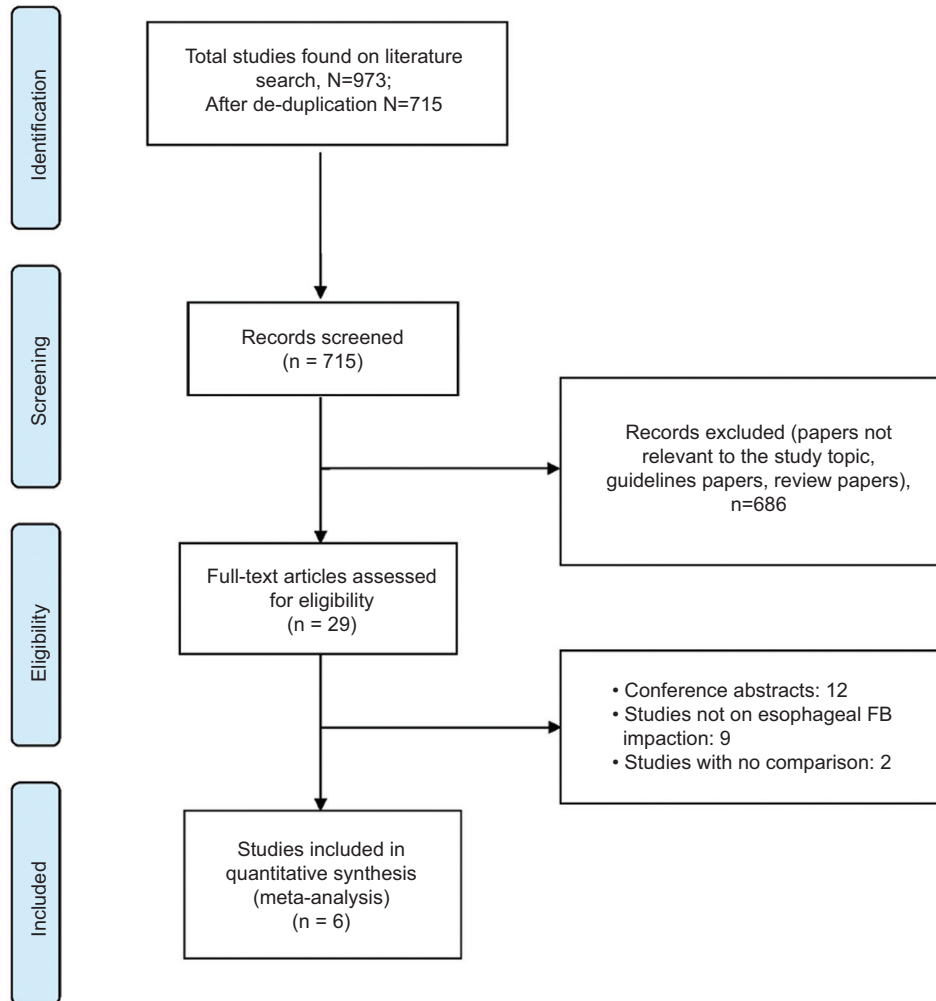 Identification
Total studies found on literature
search, N=973;
After de-duplication N=715
Screening
Records screened
(n = 715)
Records excluded (papers not
relevant to the study topic,
guidelines papers, review papers),
n=686
Eligibility
Full-text articles assessed
for eligibility
(n = 29)
• Conference abstracts: 12
• Studies not on esophageal FB
impaction: 9
• Studies with no comparison: 2
Included
Studies included in
quantitative synthesis
(meta-analysis)
(n = 6)